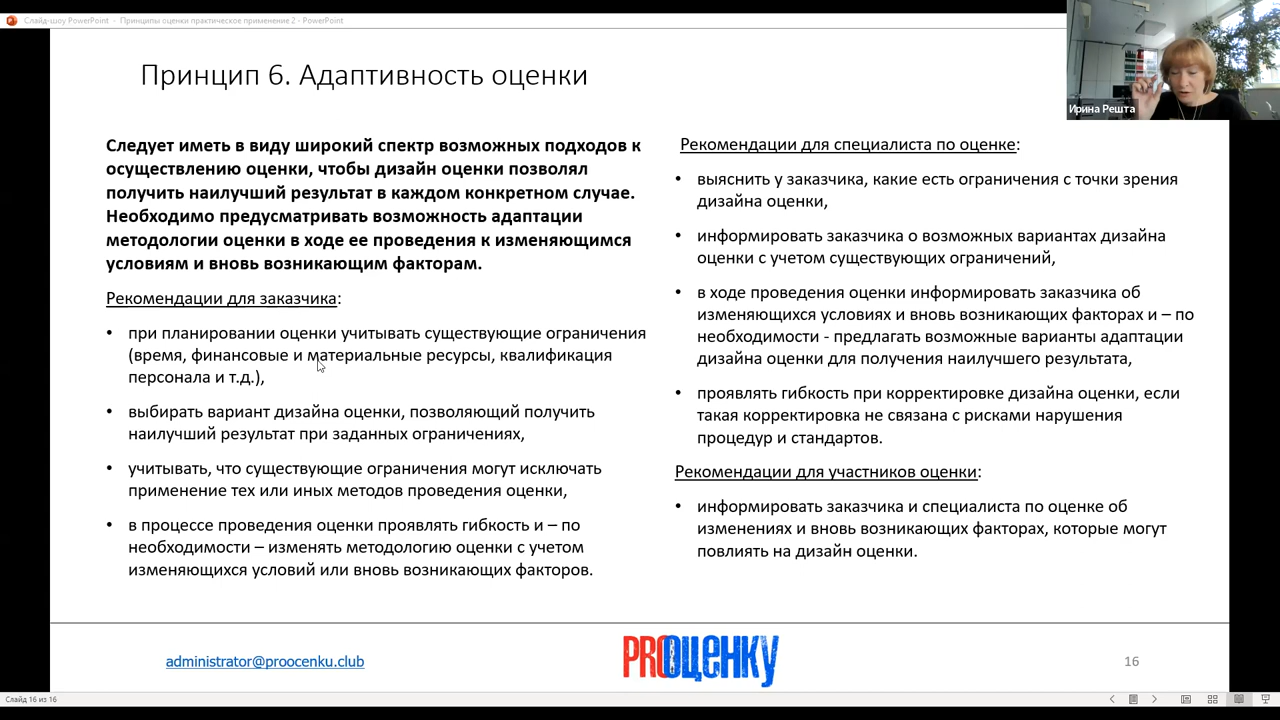 Слайд-шоу PowerPoint - Принципы оценки практическое применение 2 - PowerPoint
Ирина Решта
Принцип 6. Адаптивность оценки
Следует иметь в виду широкий спектр возможных подходов к
осуществлению оценки, чтобы дизайн оценки позволял
получить наилучший результат в каждом конкретном случае.
Необходимо предусматривать возможность адаптации
методологии оценки в ходе ее проведения к изменяющимся
условиям и вновь возникающим факторам.
Рекомендации для заказчика:
• при планировании оценки учитывать существующие ограничения
(время, финансовые и материальные ресурсы, квалификация
персонала и т.д.),
• выбирать вариант дизайна оценки, позволяющий получить
наилучший результат при заданных ограничениях,
• учитывать, что существующие ограничения могут исключать
применение тех или иных методов проведения оценки,
• в процессе проведения оценки проявлять гибкость и – по
необходимости – изменять методологию оценки с учетом
изменяющихся условий или вновь возникающих факторов.
Рекомендации для специалиста по оценке:
• выяснить у заказчика, какие есть ограничения с точки зрения
дизайна оценки,
• информировать заказчика о возможных вариантах дизайна
оценки с учетом существующих ограничений,
• в ходе проведения оценки информировать заказчика об
изменяющихся условиях и вновь возникающих факторах и – по
необходимости - предлагать возможные варианты адаптации
дизайна оценки для получения наилучшего результата,
• проявлять гибкость при корректировке дизайна оценки, если
такая корректировка не связана с рисками нарушения
процедур и стандартов.
Рекомендации для участников оценки:
• информировать заказчика и специалиста по оценке об
изменениях и вновь возникающих факторах, которые могут
повлиять на дизайн оценки.
administrator@proocenku.club
PROОЦЕНКУ
16
Слайд 16 из 16